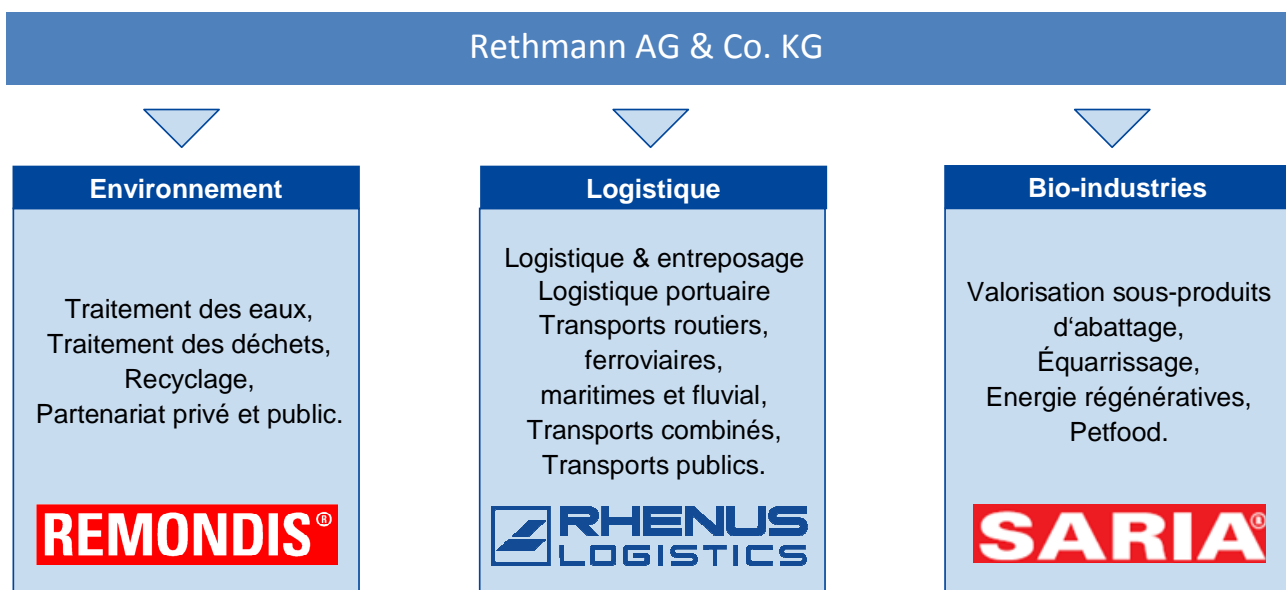 Rethmann AG & Co. KG
Environnement
Traitement des eaux,
Traitement des déchets,
Recyclage,
Partenariat privé et public.
REMONDIS®
Logistique
Logistique & entreposage
Logistique portuaire
Transports routiers,
ferroviaires,
maritimes et fluvial,
Transports combinés,
Transports publics.
RHENUS
LOGISTICS
Bio-industries
Valorisation sous-produits
d‘abattage,
Équarrissage,
Energie régénératives,
Petfood.
SARIA®